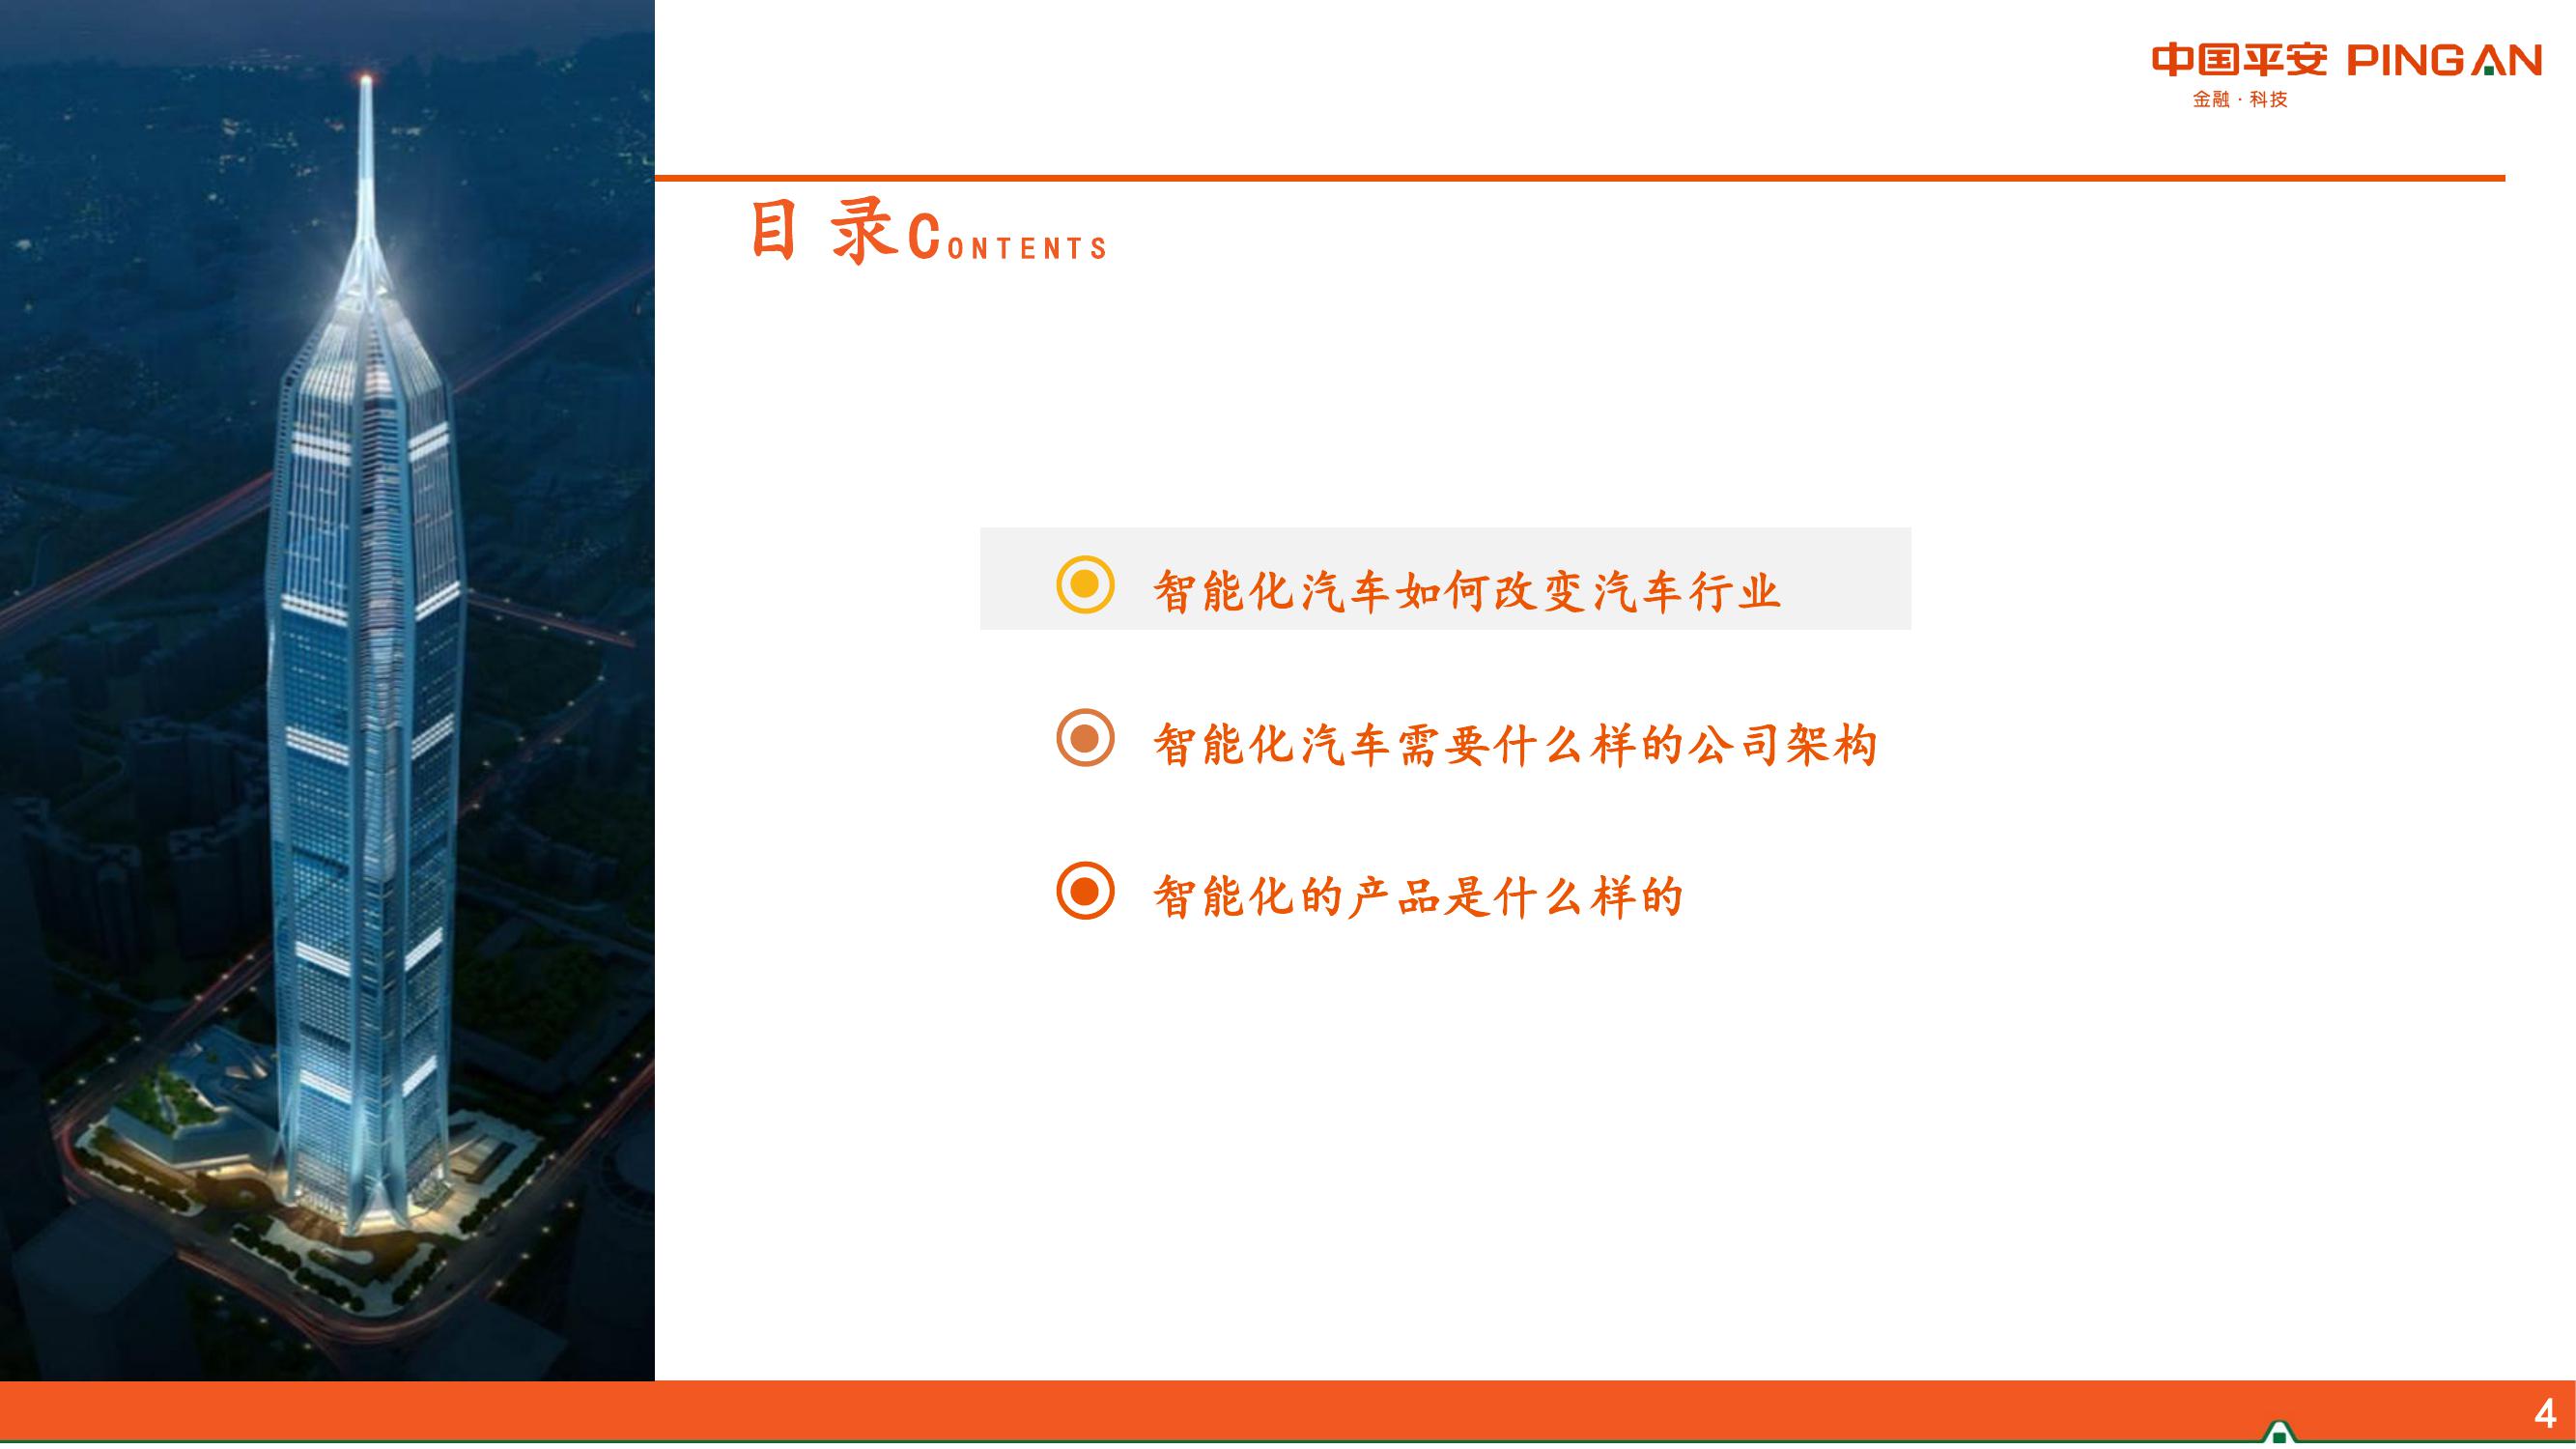 中国平安 PINGAN
金融·科技
目 录CONTENTS
智能化汽车如何改变汽车行业
智能化汽车需要什么样的公司架构
智能化的产品是什么样的
4